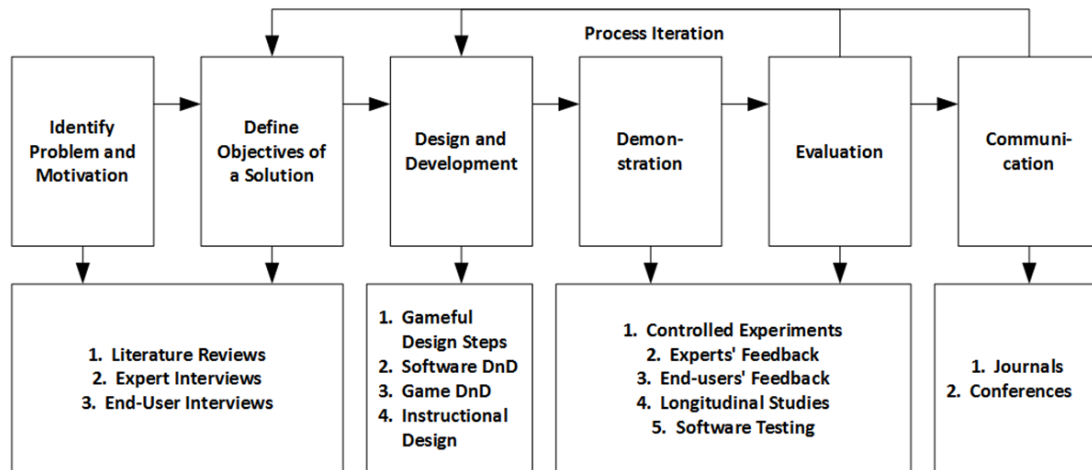 Process Iteration
Identify
Problem and
Motivation
Define
Objectives of
a Solution
Design and
Development
Demon-
stration
Evaluation
Communi-
cation
1. Literature Reviews
2. Expert Interviews
3. End-User Interviews
1. Gameful
Design Steps
2. Software DnD
3. Game DnD
4. Instructional
Design
1. Controlled Experiments
2. Experts' Feedback
3. End-users' Feedback
4. Longitudinal Studies
5. Software Testing
1. Journals
2. Conferences